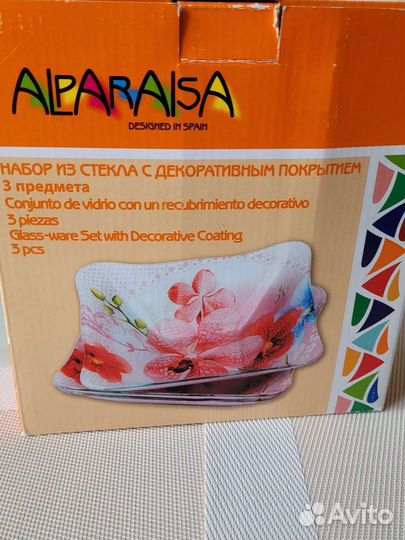 ALPARAISA
DESIGNED IN SPAIN
НАБОР ИЗ СТЕКЛА С ДЕКОРАТИВНЫМ ПОКРЫТИЕМ
3 предмета
Conjunto de vidrio con un recubrimiento decorativo
3 piezas
Glass-ware Set with Decorative Coating
3 pcs
Avito